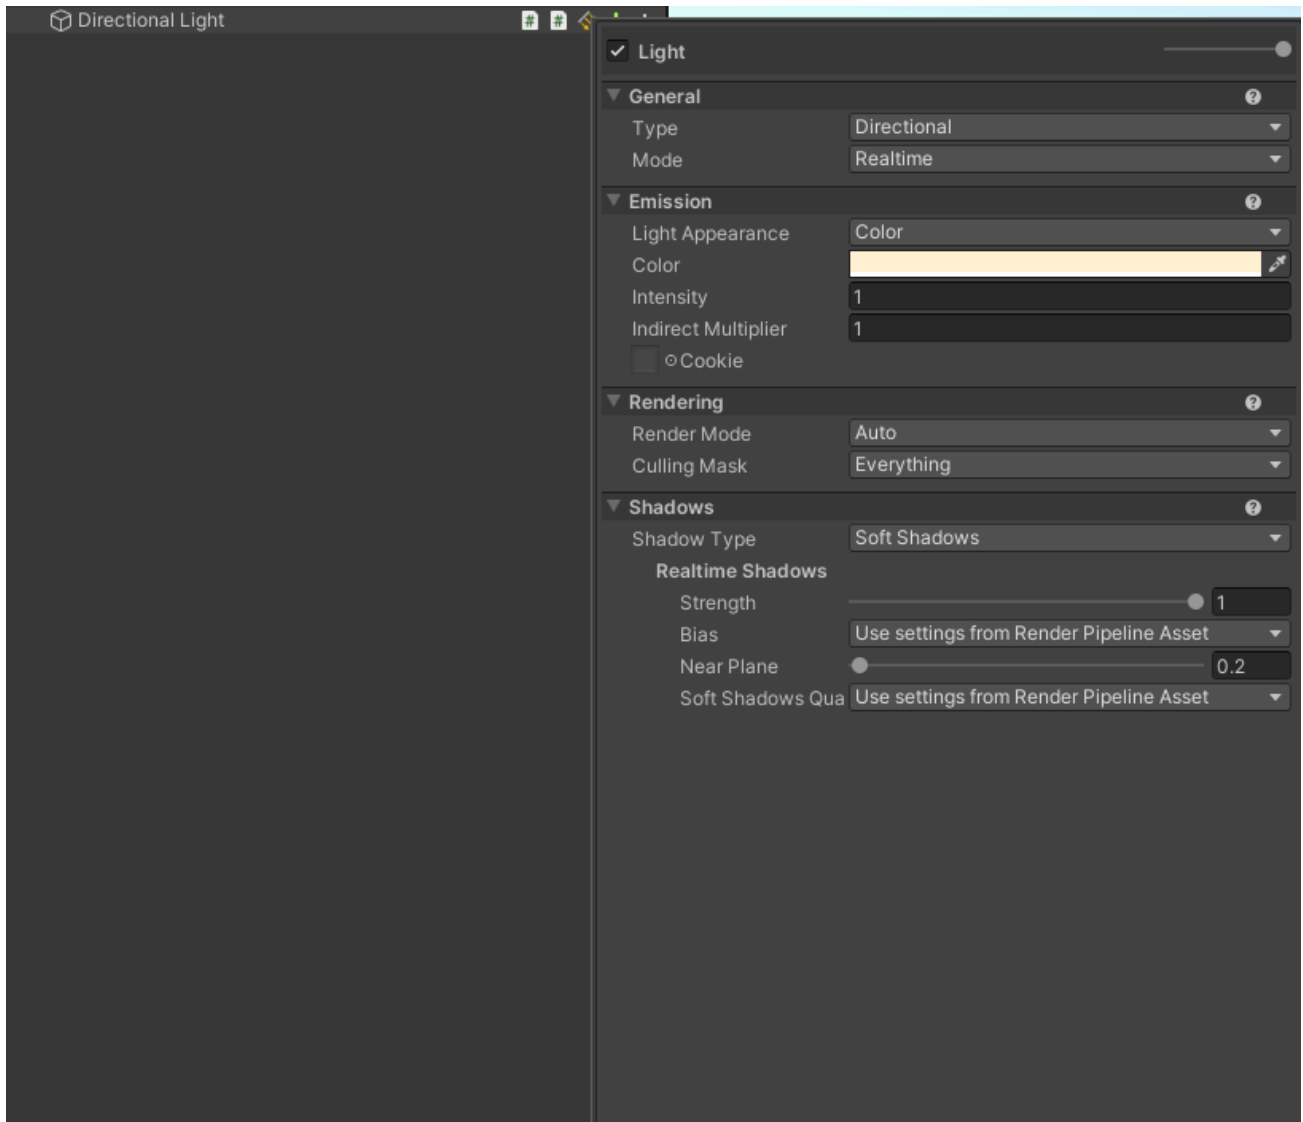 Directional Light
# #
Light
General
Type Directional
Mode Realtime
Emission
Light Appearance Color
Color
Intensity 1
Indirect Multiplier 1
Cookie
Rendering
Render Mode Auto
Culling Mask Everything
Shadows
Shadow Type Soft Shadows
Realtime Shadows
Strength 1
Bias Use settings from Render Pipeline Asset
Near Plane 0.2
Soft Shadows Qua Use settings from Render Pipeline Asset